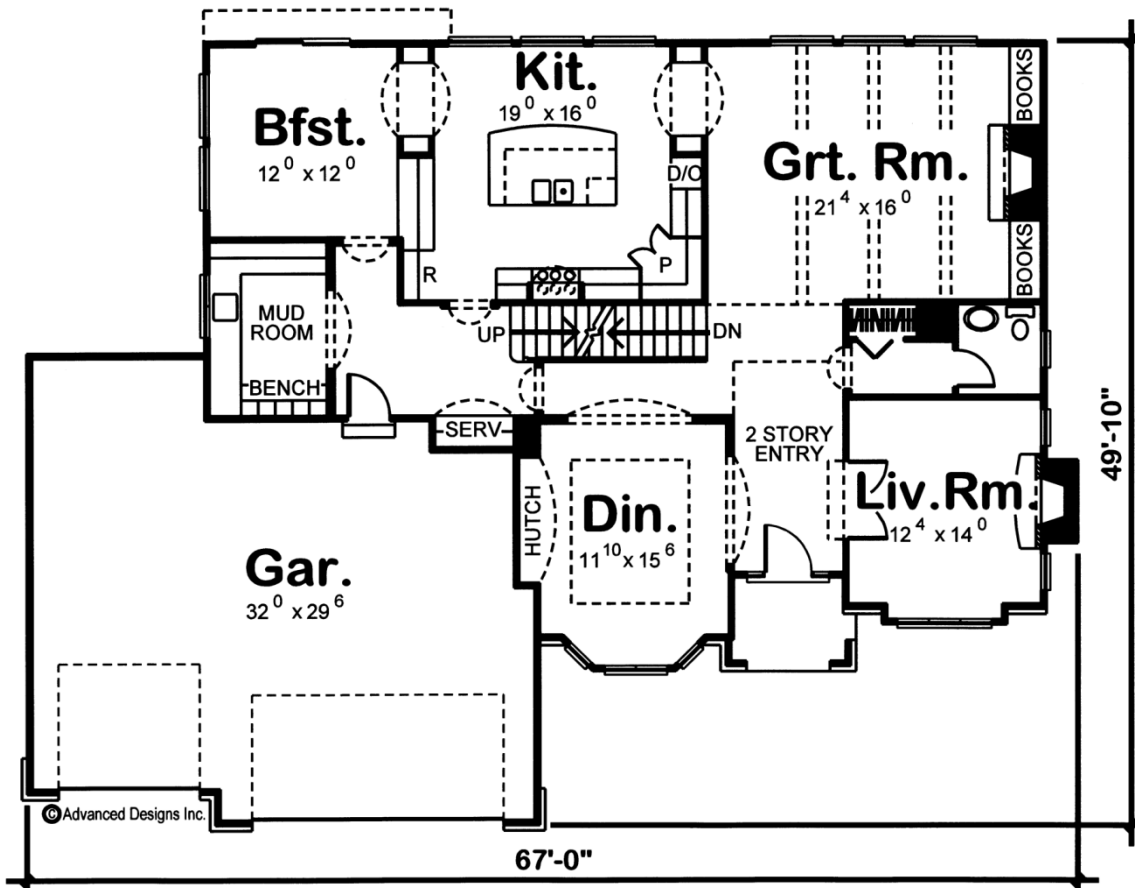 Kit.
19⁰ x 16⁰
Bfst.
12⁰ x 12⁰
Grt. Rm.
21⁴ x 16⁰
BOOKS
BOOKS
D/O
P
R
MUD
ROOM
BENCH
UP
DN
SERV
2 STORY
ENTRY
HUTCH
Din.
11¹⁰ x 15⁶
Liv.Rm.
12⁴ x 14⁰
Gar.
32⁰ x 29⁶
49'-10"
© Advanced Designs Inc.
67'-0"